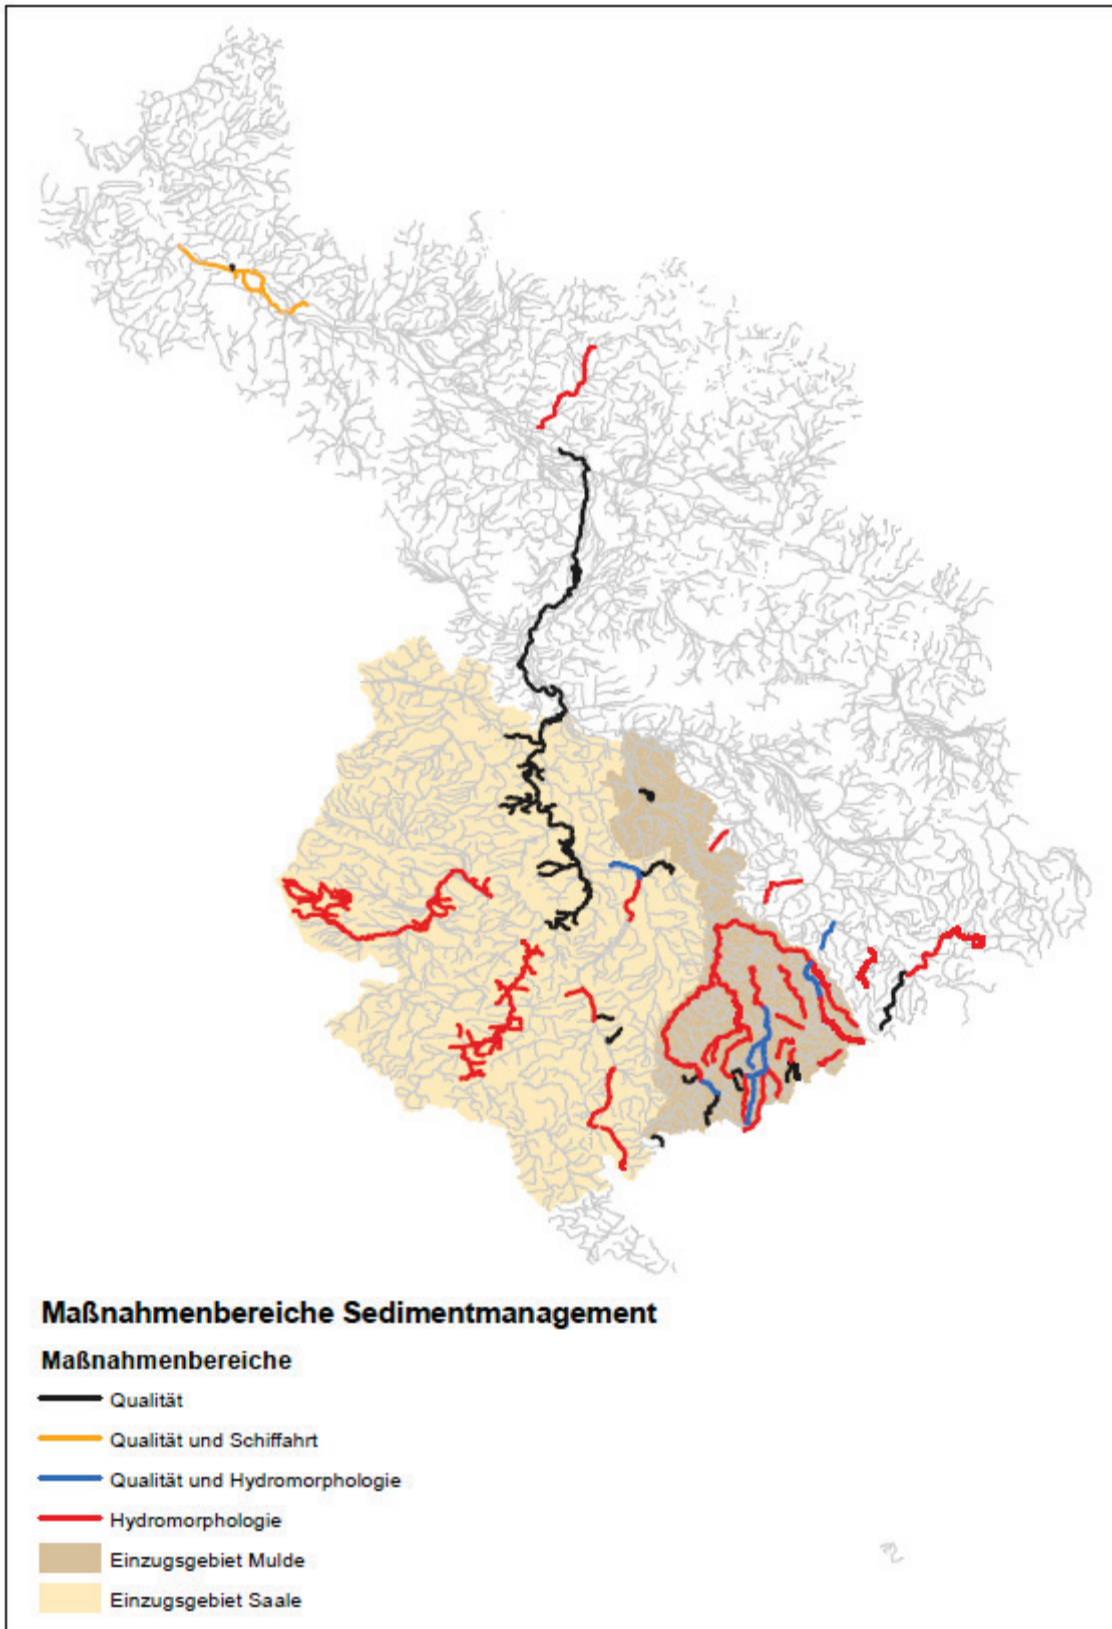 Maßnahmenbereiche Sedimentmanagement
Maßnahmenbereiche
Qualität
Qualität und Schiffahrt
Qualität und Hydromorphologie
Hydromorphologie
Einzugsgebiet Mulde
Einzugsgebiet Saale